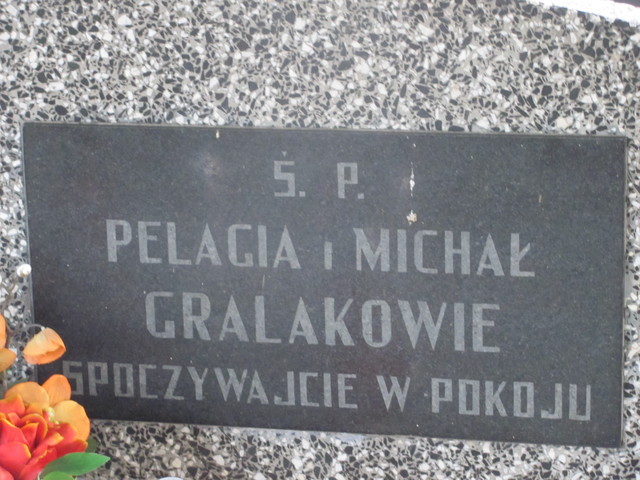 Ś. P.
PELAGIA i MICHAŁ
GRALAKOWIE
SPOCZYWAJCIE W POKOJU